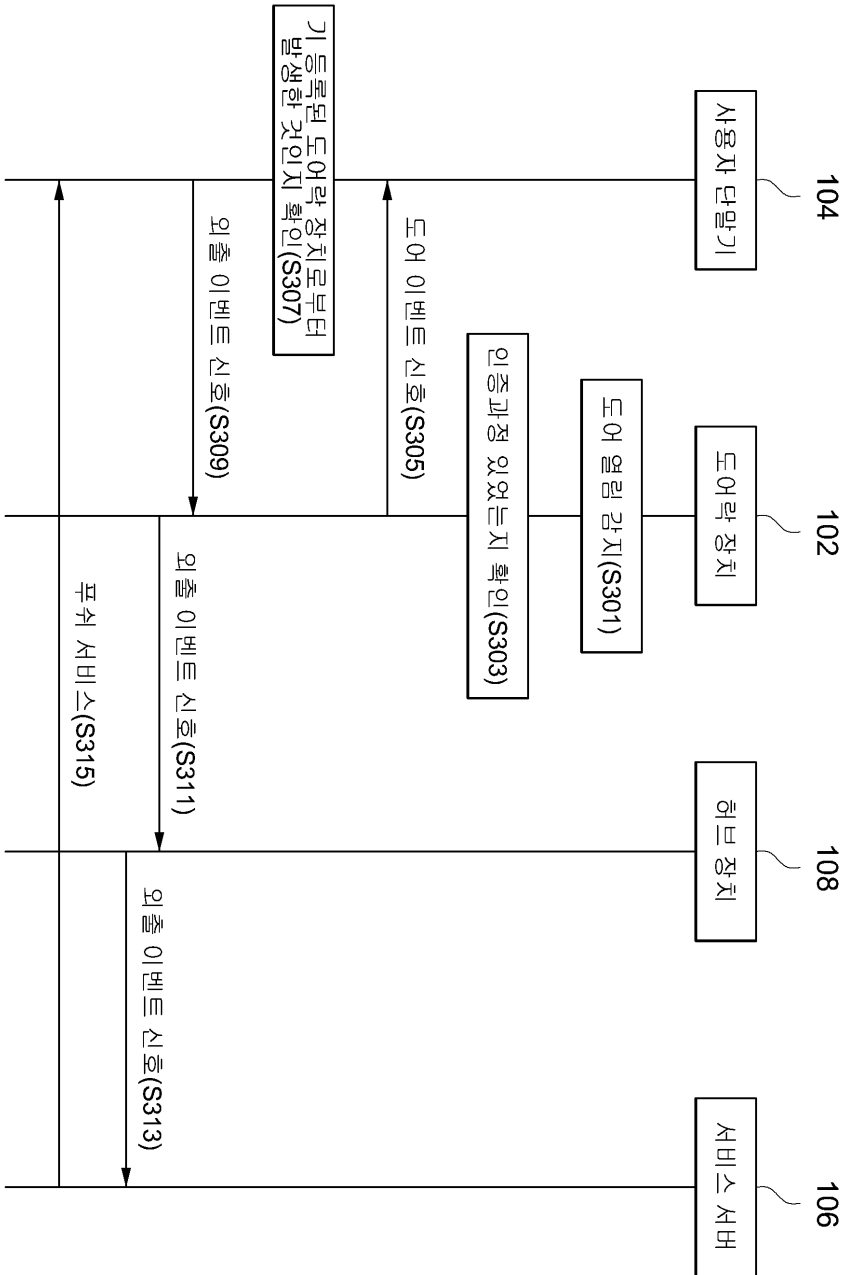 104
102
108
106
사용자 단말기
도어락 장치
허브 장치
서비스 서버
도어 열림 감지(S301)
인증과정 있었는지 확인(S303)
도어 이벤트 신호(S305)
기 등록된 도어락 장치로부터
발생한 것인지 확인(S307)
외출 이벤트 신호(S309)
외출 이벤트 신호(S311)
외출 이벤트 신호(S313)
푸쉬 서비스(S315)